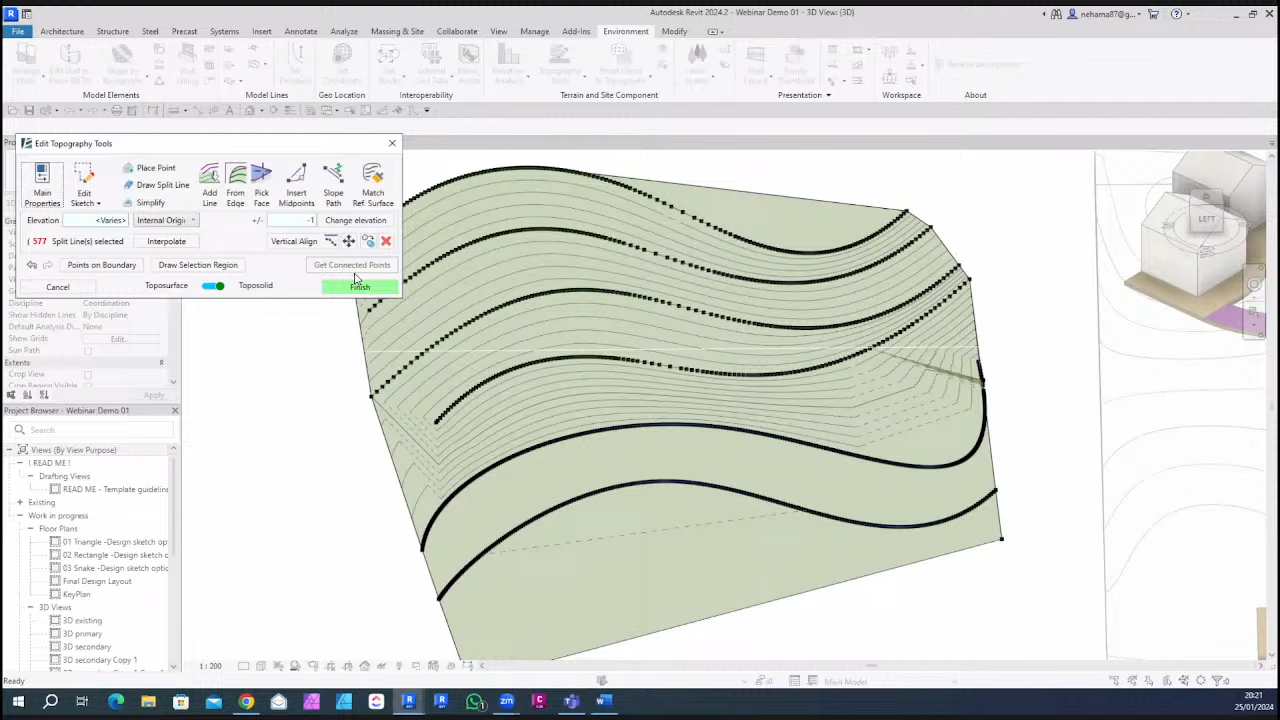 Autodesk Revit 2024.2 - Webinar Demo 01 - 3D View: {3D}
nehama87@g...
File Architecture Structure Steel Precast Systems Insert Annotate Analyze Massing & Site Collaborate View Manage Add-Ins Environment Modify
Model Elements Model Lines Geo Location Interoperability Terrain and Site Component Presentation Workspace About
Edit Topography Tools
Main Properties
Edit Sketch
Place Point
Draw Split Line
Simplify
Add Line
From Edge
Pick Face
Insert Midpoints
Slope Path
Match Ref. Surface
Elevation <Varies> Internal Origi +/- -1 Change elevation
( 577 Split Line(s) selected Interpolate Vertical Align
Points on Boundary Draw Selection Region Get Connected Points
Cancel Toposurface Toposolid Finish
LEFT
Discipline Coordination
Show Hidden Lines By Discipline
Default Analysis D... None
Show Grids Edit...
Sun Path
Extents
Crop View
Crop Region Visible
Apply
Project Browser - Webinar Demo 01
Search
Views (By View Purpose)
! READ ME !
Drafting Views
READ ME - Template guideline
Existing
Work in progress
Floor Plans
01 Triangle -Design sketch op
02 Rectangle -Design sketch
03 Snake -Design sketch optic
Final Design Layout
KeyPlan
3D Views
3D existing
3D primary
3D secondary
3D secondary Copy 1
1 : 200
Ready
:0
Main Model
20:21
25/01/2024